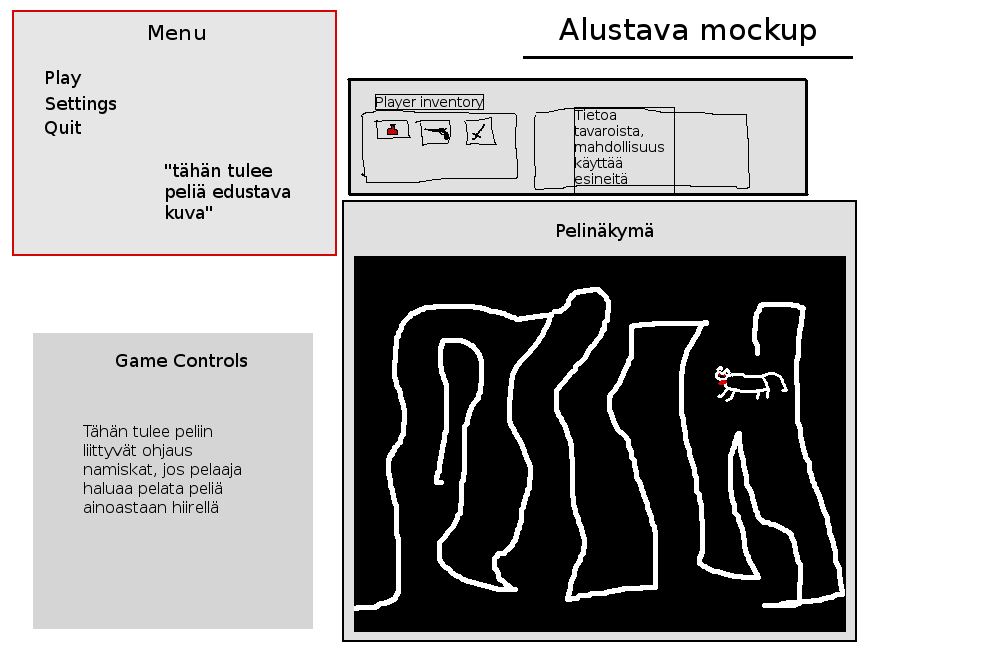 Alustava mockup
Menu
Play
Settings
Quit
"tähän tulee
peliä edustava
kuva"
Player inventory
Tietoa
tavaroista,
mahdollisuus
käyttää
esineitä
Pelinäkymä
Game Controls
Tähän tulee peliin
liittyvät ohjaus
namiskat, jos pelaaja
haluaa pelata peliä
ainoastaan hiirellä